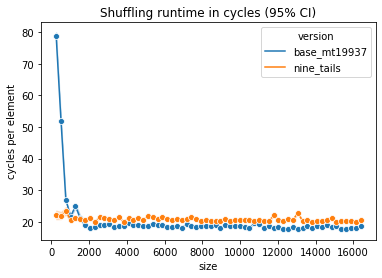 Shuffling runtime in cycles (95% CI)
version
base_mt19937
nine_tails
cycles per element
80
70
60
50
40
30
20
0 2000 4000 6000 8000 10000 12000 14000 16000
size